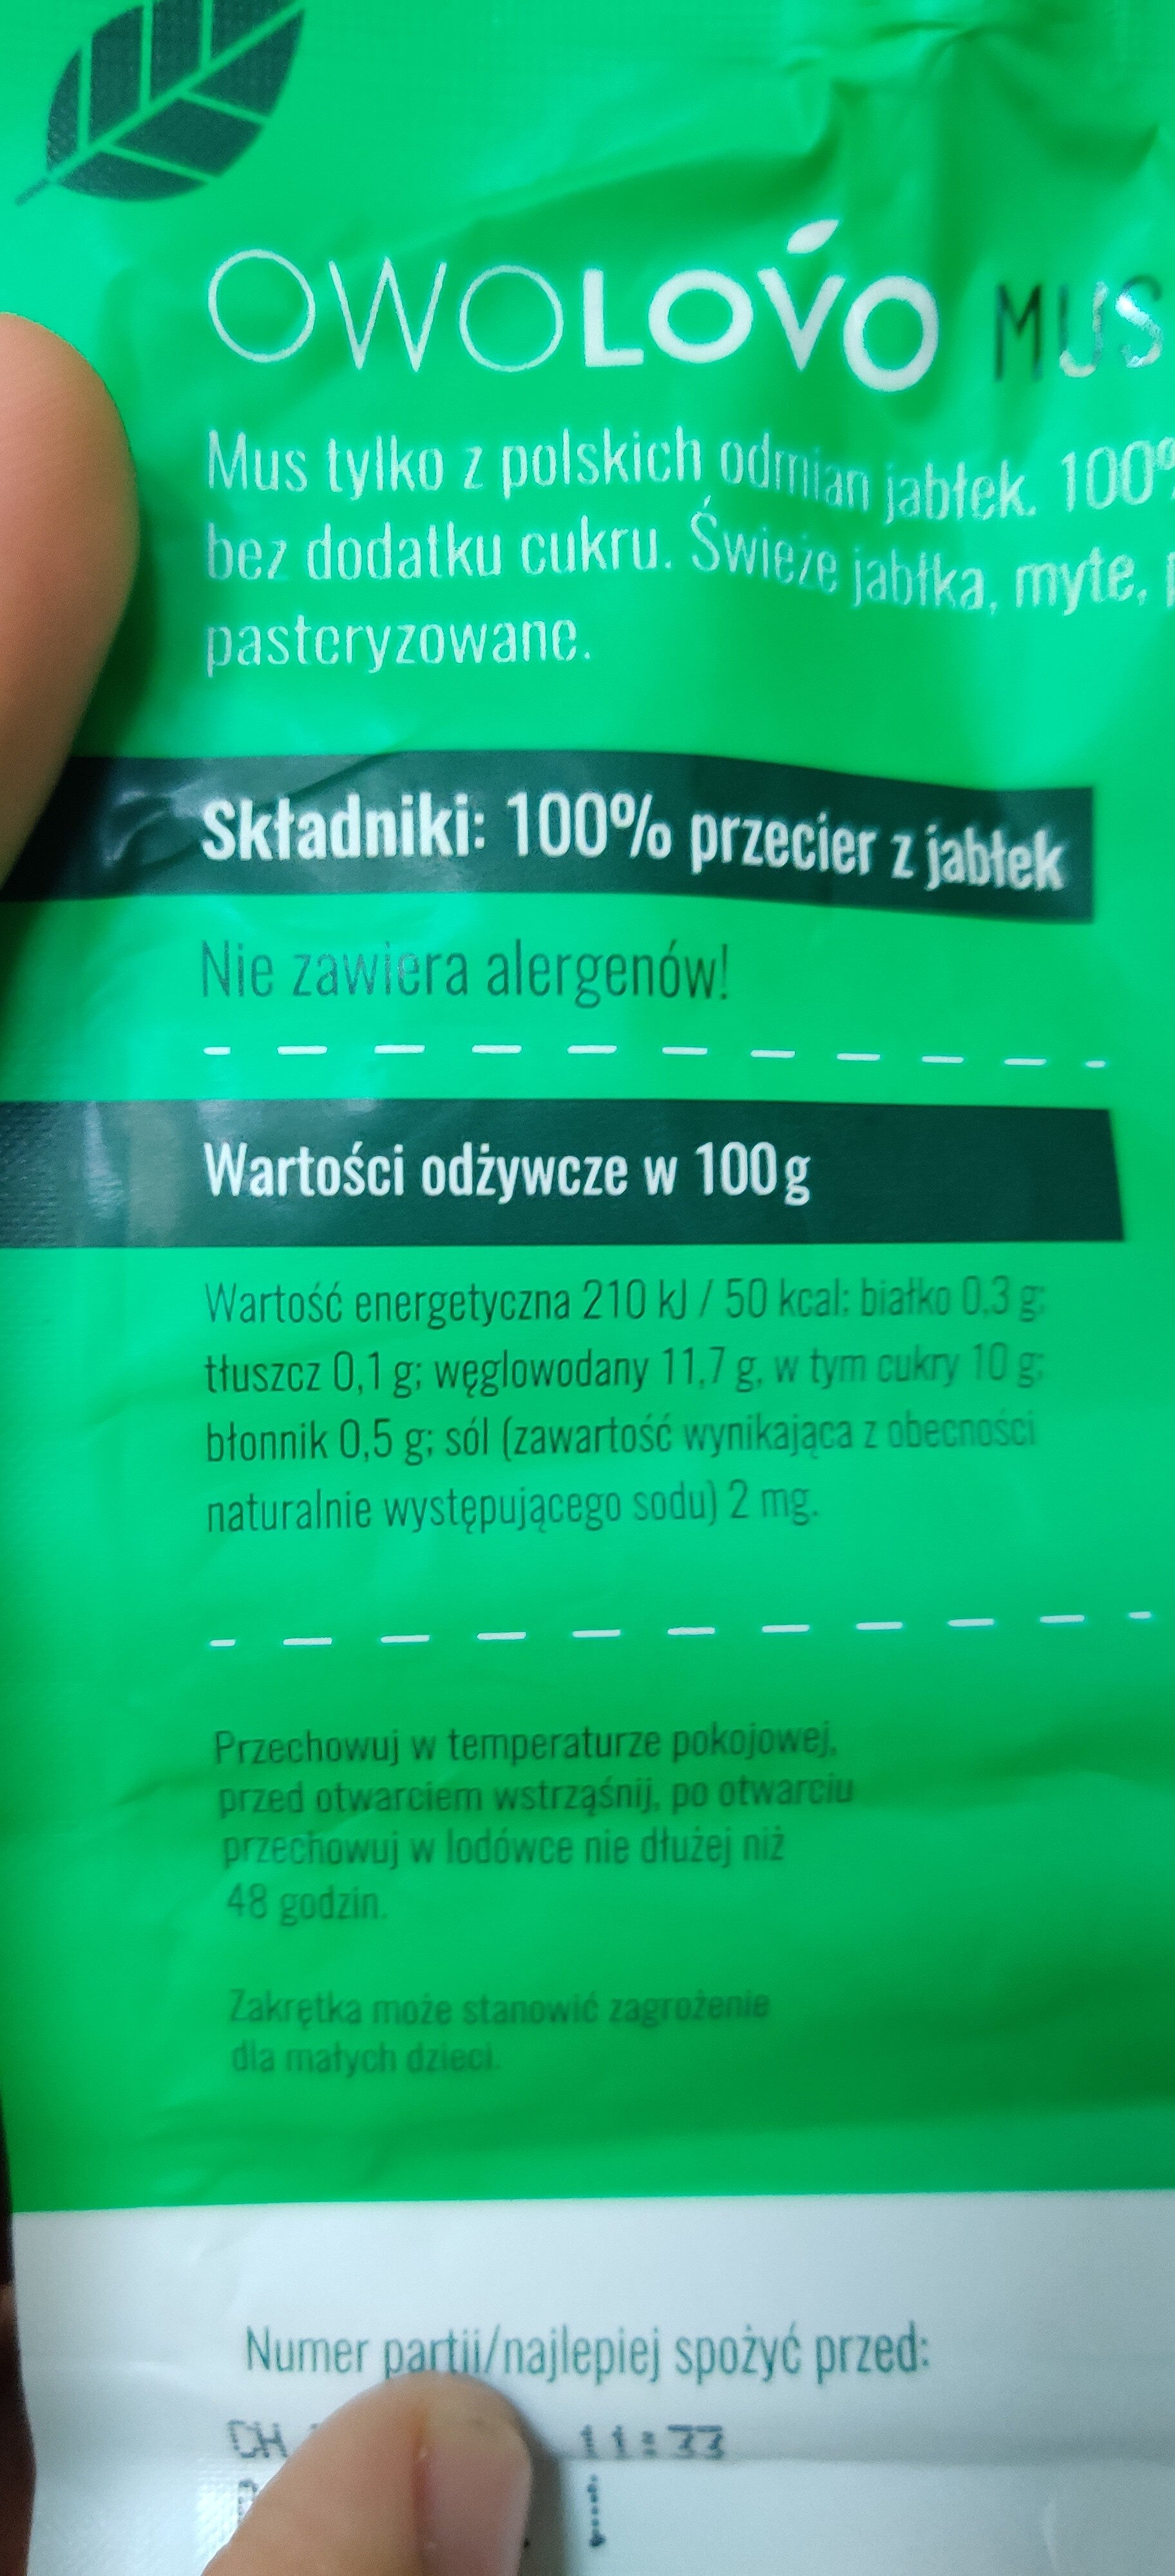 OWOLOVO MUS
Mus tylko z polskich odmian jabłek. 100%
bez dodatku cukru. Świeże jabłka, myte,
pasteryzowane.
Składniki: 100% przecier z jabłek
Nie zawiera alergenów!
Wartości odżywcze w 100 g
Wartość energetyczna 210 kJ / 50 kcal; białko 0,3 g;
tłuszcz 0,1 g; węglowodany 11,7 g, w tym cukry 10 g;
błonnik 0,5 g; sól (zawartość wynikająca z obecności
naturalnie występującego sodu) 2 mg.
Przechowuj w temperaturze pokojowej,
przed otwarciem wstrząśnij, po otwarciu
przechowuj w lodówce nie dłużej niż
48 godzin.
Zakrętka może stanowić zagrożenie
dla małych dzieci.
Numer partii/najlepiej spożyć przed:
CH 11:33